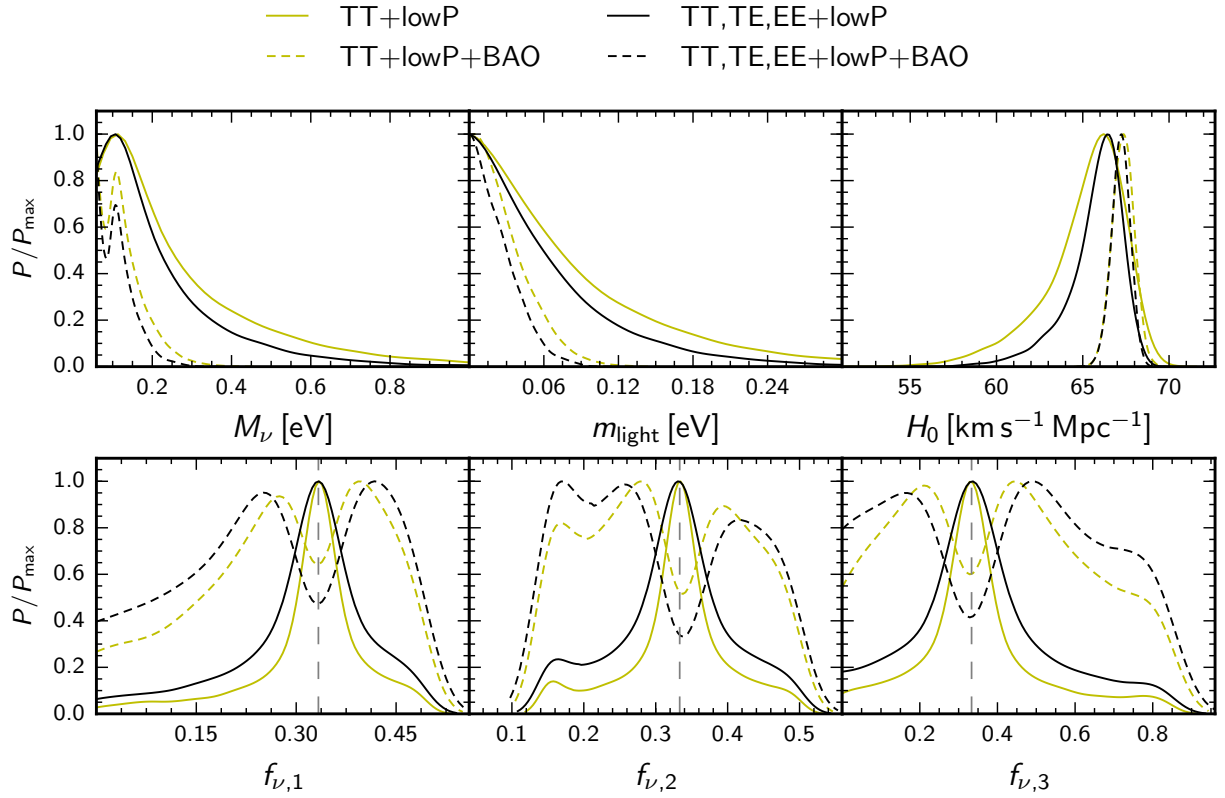 TT+lowP TT,TE,EE+lowP
TT+lowP+BAO TT,TE,EE+lowP+BAO
1.0
0.8
0.6
0.4
0.2
0.0
P/P_max
0.2 0.4 0.6 0.8 0.06 0.12 0.18 0.24 55 60 65 70
M_ν [eV] m_light [eV] H_0 [km s^−1 Mpc^−1]
1.0
0.8
0.6
0.4
0.2
0.0
P/P_max
0.15 0.30 0.45 0.1 0.2 0.3 0.4 0.5 0.2 0.4 0.6 0.8
f_ν,1 f_ν,2 f_ν,3